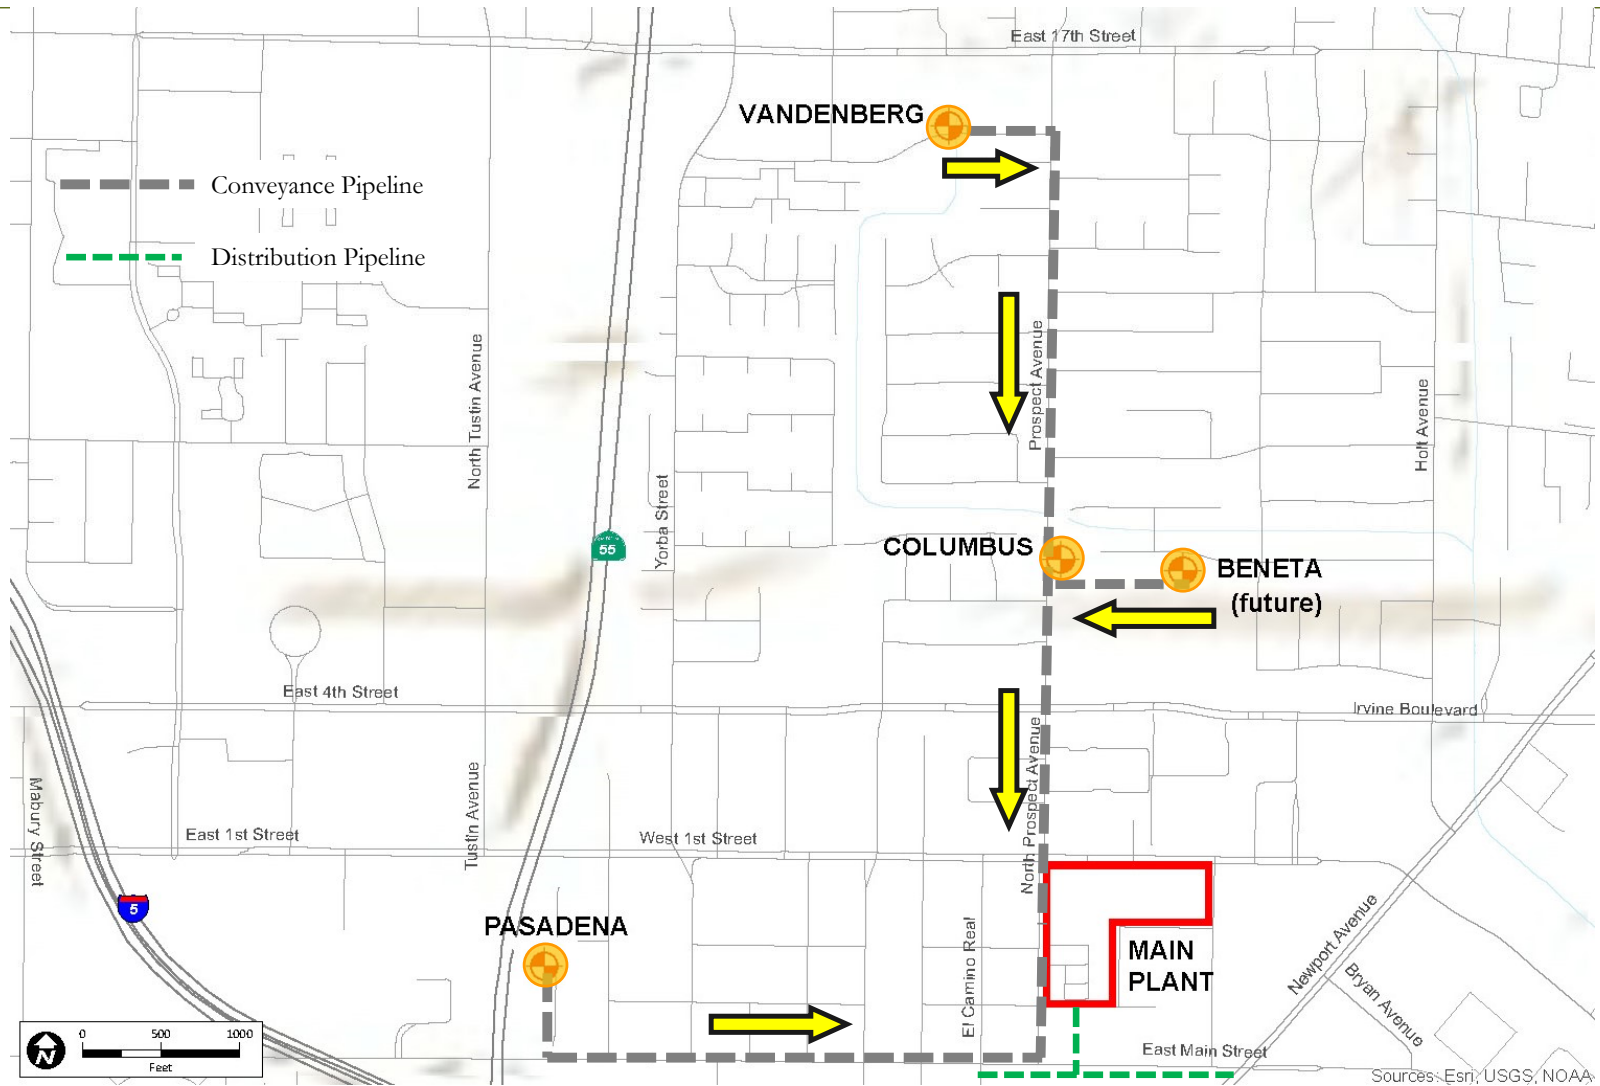 East 17th Street
VANDENBERG
Conveyance Pipeline
Distribution Pipeline
Prospect Avenue
North Tustin Avenue
Holt Avenue
Yorba Street
55
COLUMBUS
BENETA
(future)
East 4th Street
Irvine Boulevard
North Prospect Avenue
Mabury Street
Tustin Avenue
East 1st Street
West 1st Street
5
PASADENA
El Camino Real
MAIN
PLANT
Newport Avenue
Bryan Avenue
East Main Street
N
0 500 1000
Feet
Sources: Esri, USGS, NOAA